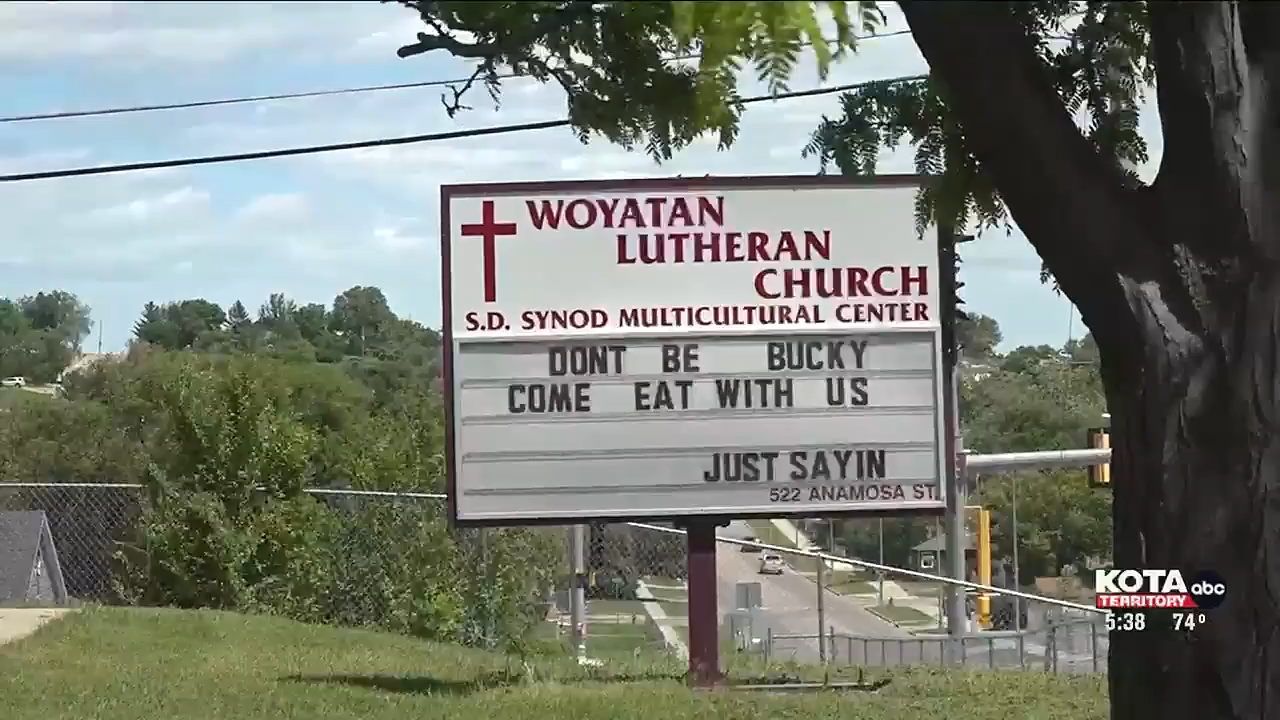 WOYATAN
LUTHERAN
CHURCH
S.D. SYNOD MULTICULTURAL CENTER
DONT BE BUCKY
COME EAT WITH US
JUST SAYIN
522 ANAMOSA ST
KOTA
TERRITORY
abc
5:38 74°